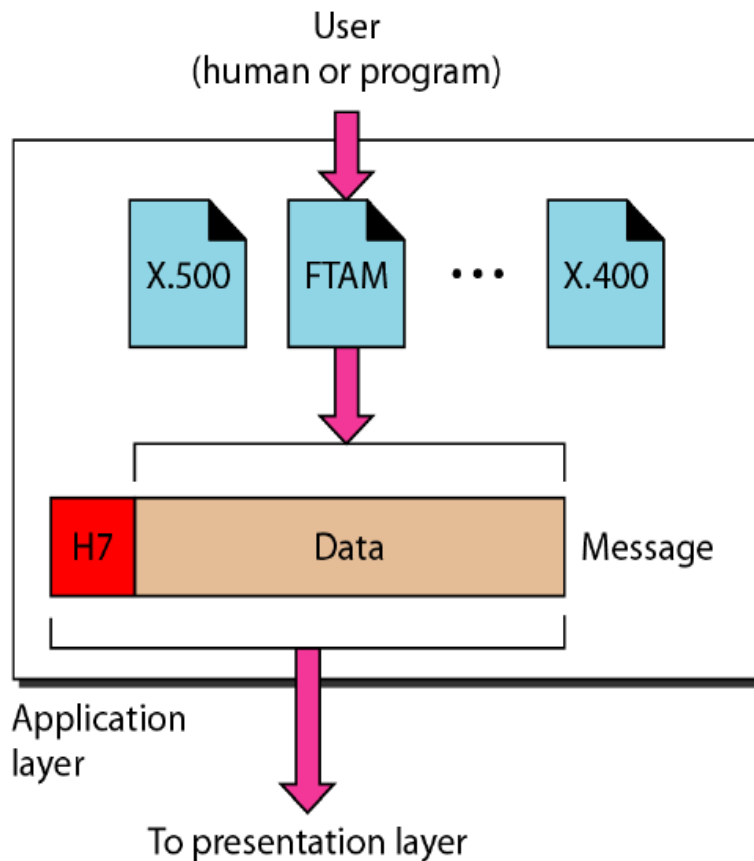 User
(human or program)
X.500
FTAM
...
X.400
H7
Data
Message
Application
layer
To presentation layer